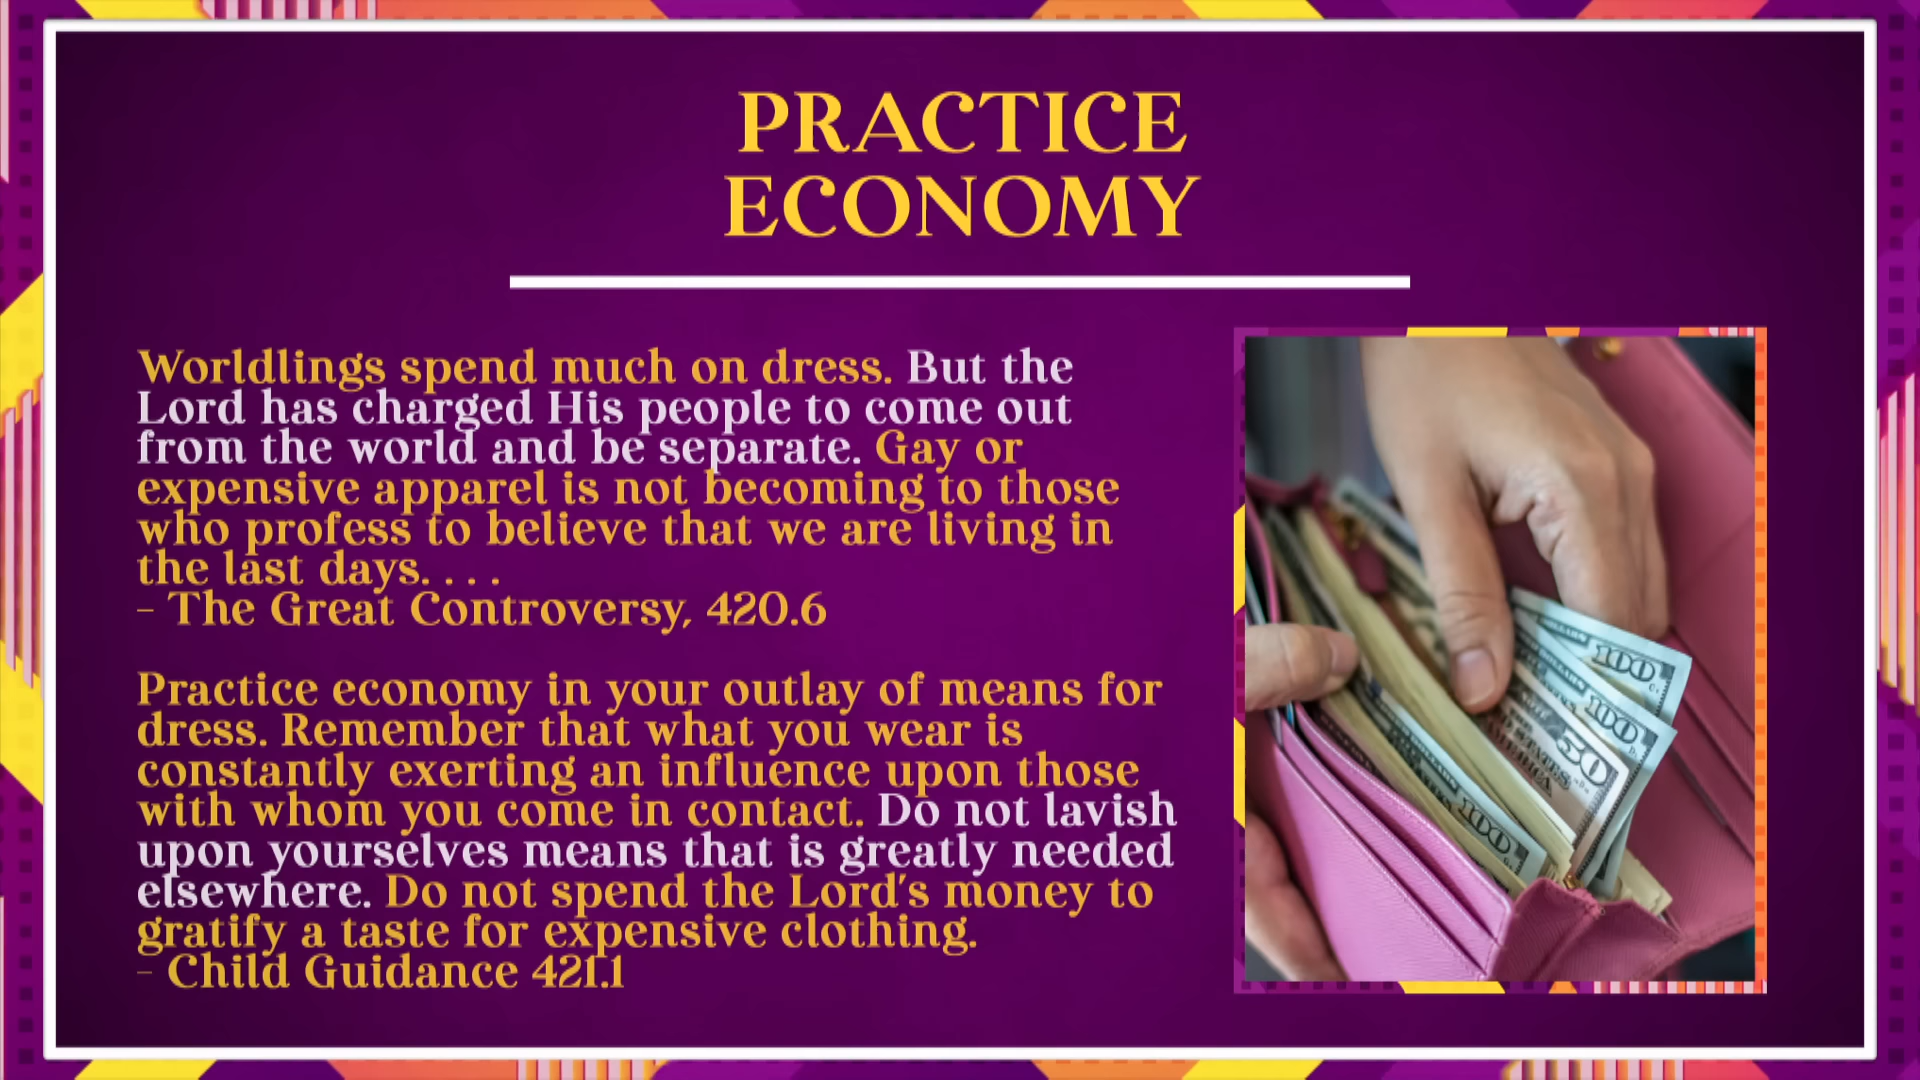 PRACTICE
ECONOMY
Worldlings spend much on dress. But the
Lord has charged His people to come out
from the world and be separate. Gay or
expensive apparel is not becoming to those
who profess to believe that we are living in
the last days. . . .
- The Great Controversy, 420.6
Practice economy in your outlay of means for
dress. Remember that what you wear is
constantly exerting an influence upon those
with whom you come in contact. Do not lavish
upon yourselves means that is greatly needed
elsewhere. Do not spend the Lord's money to
gratify a taste for expensive clothing.
- Child Guidance 421.1
100
100
50
100